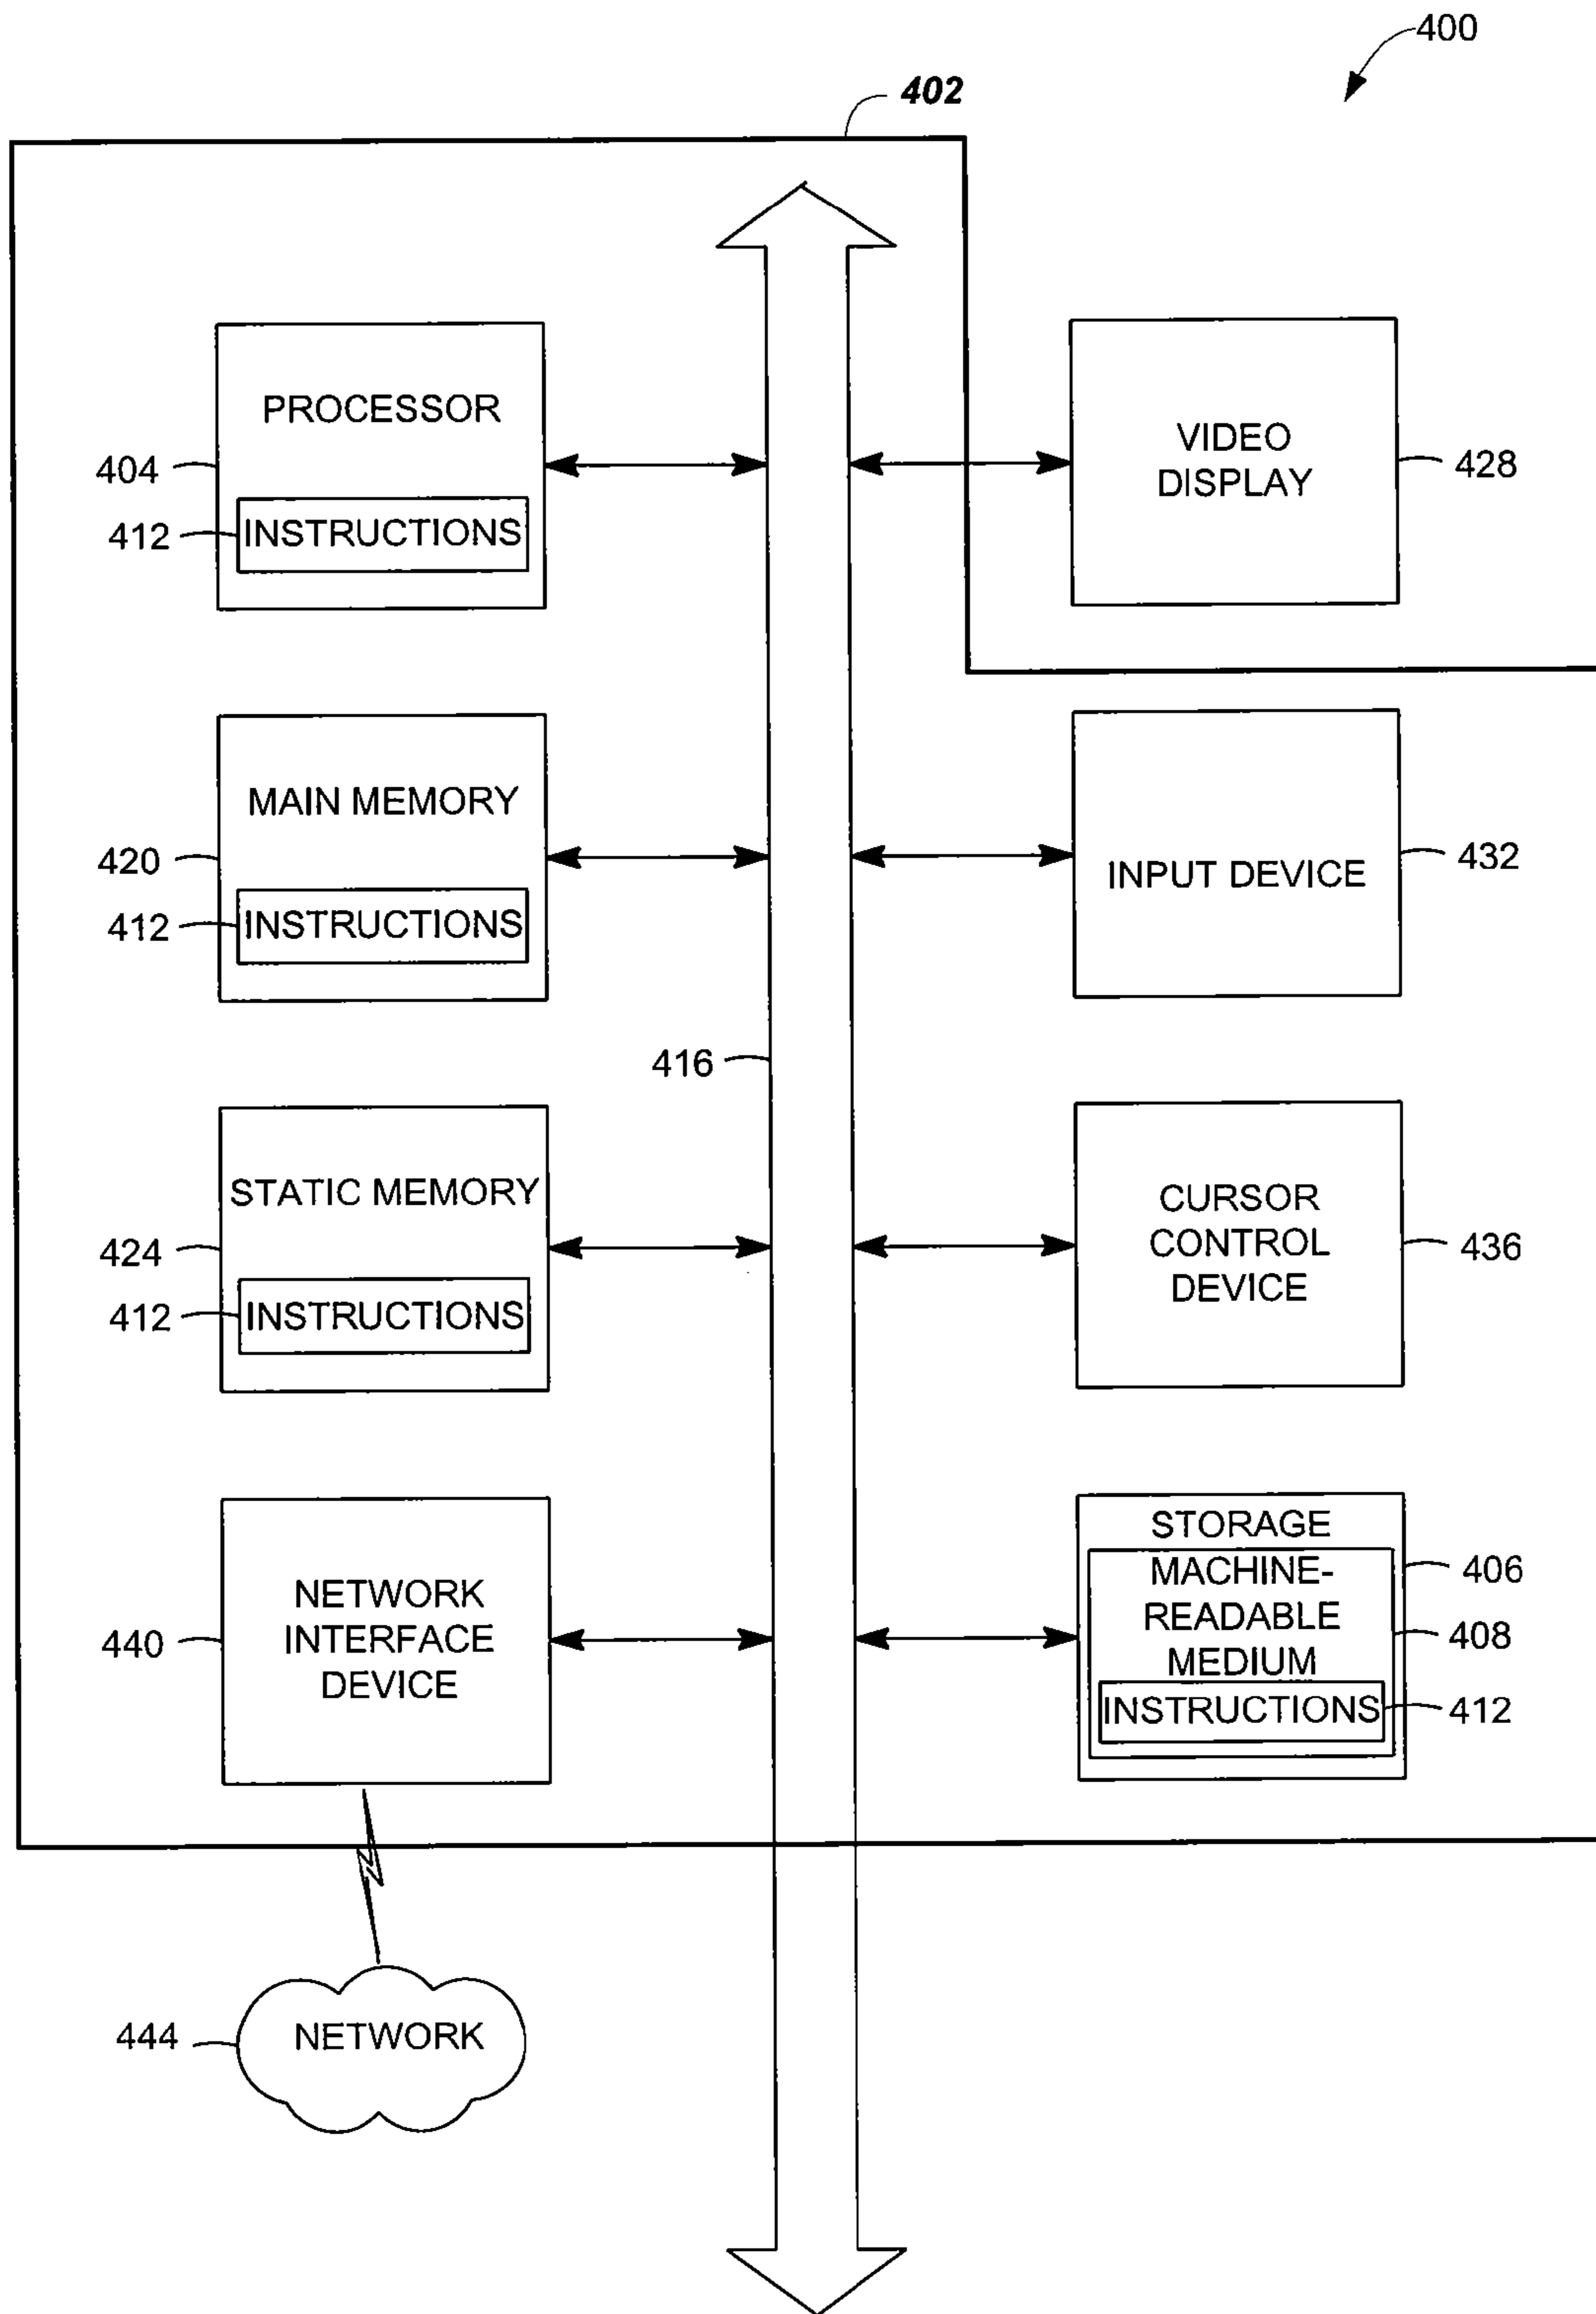 400
402
PROCESSOR
404
412
INSTRUCTIONS
VIDEO
DISPLAY
428
MAIN MEMORY
420
412
INSTRUCTIONS
INPUT DEVICE
432
416
STATIC MEMORY
424
412
INSTRUCTIONS
CURSOR
CONTROL
DEVICE
436
NETWORK
INTERFACE
DEVICE
440
STORAGE
MACHINE-
READABLE
MEDIUM
INSTRUCTIONS
406
408
412
444
NETWORK